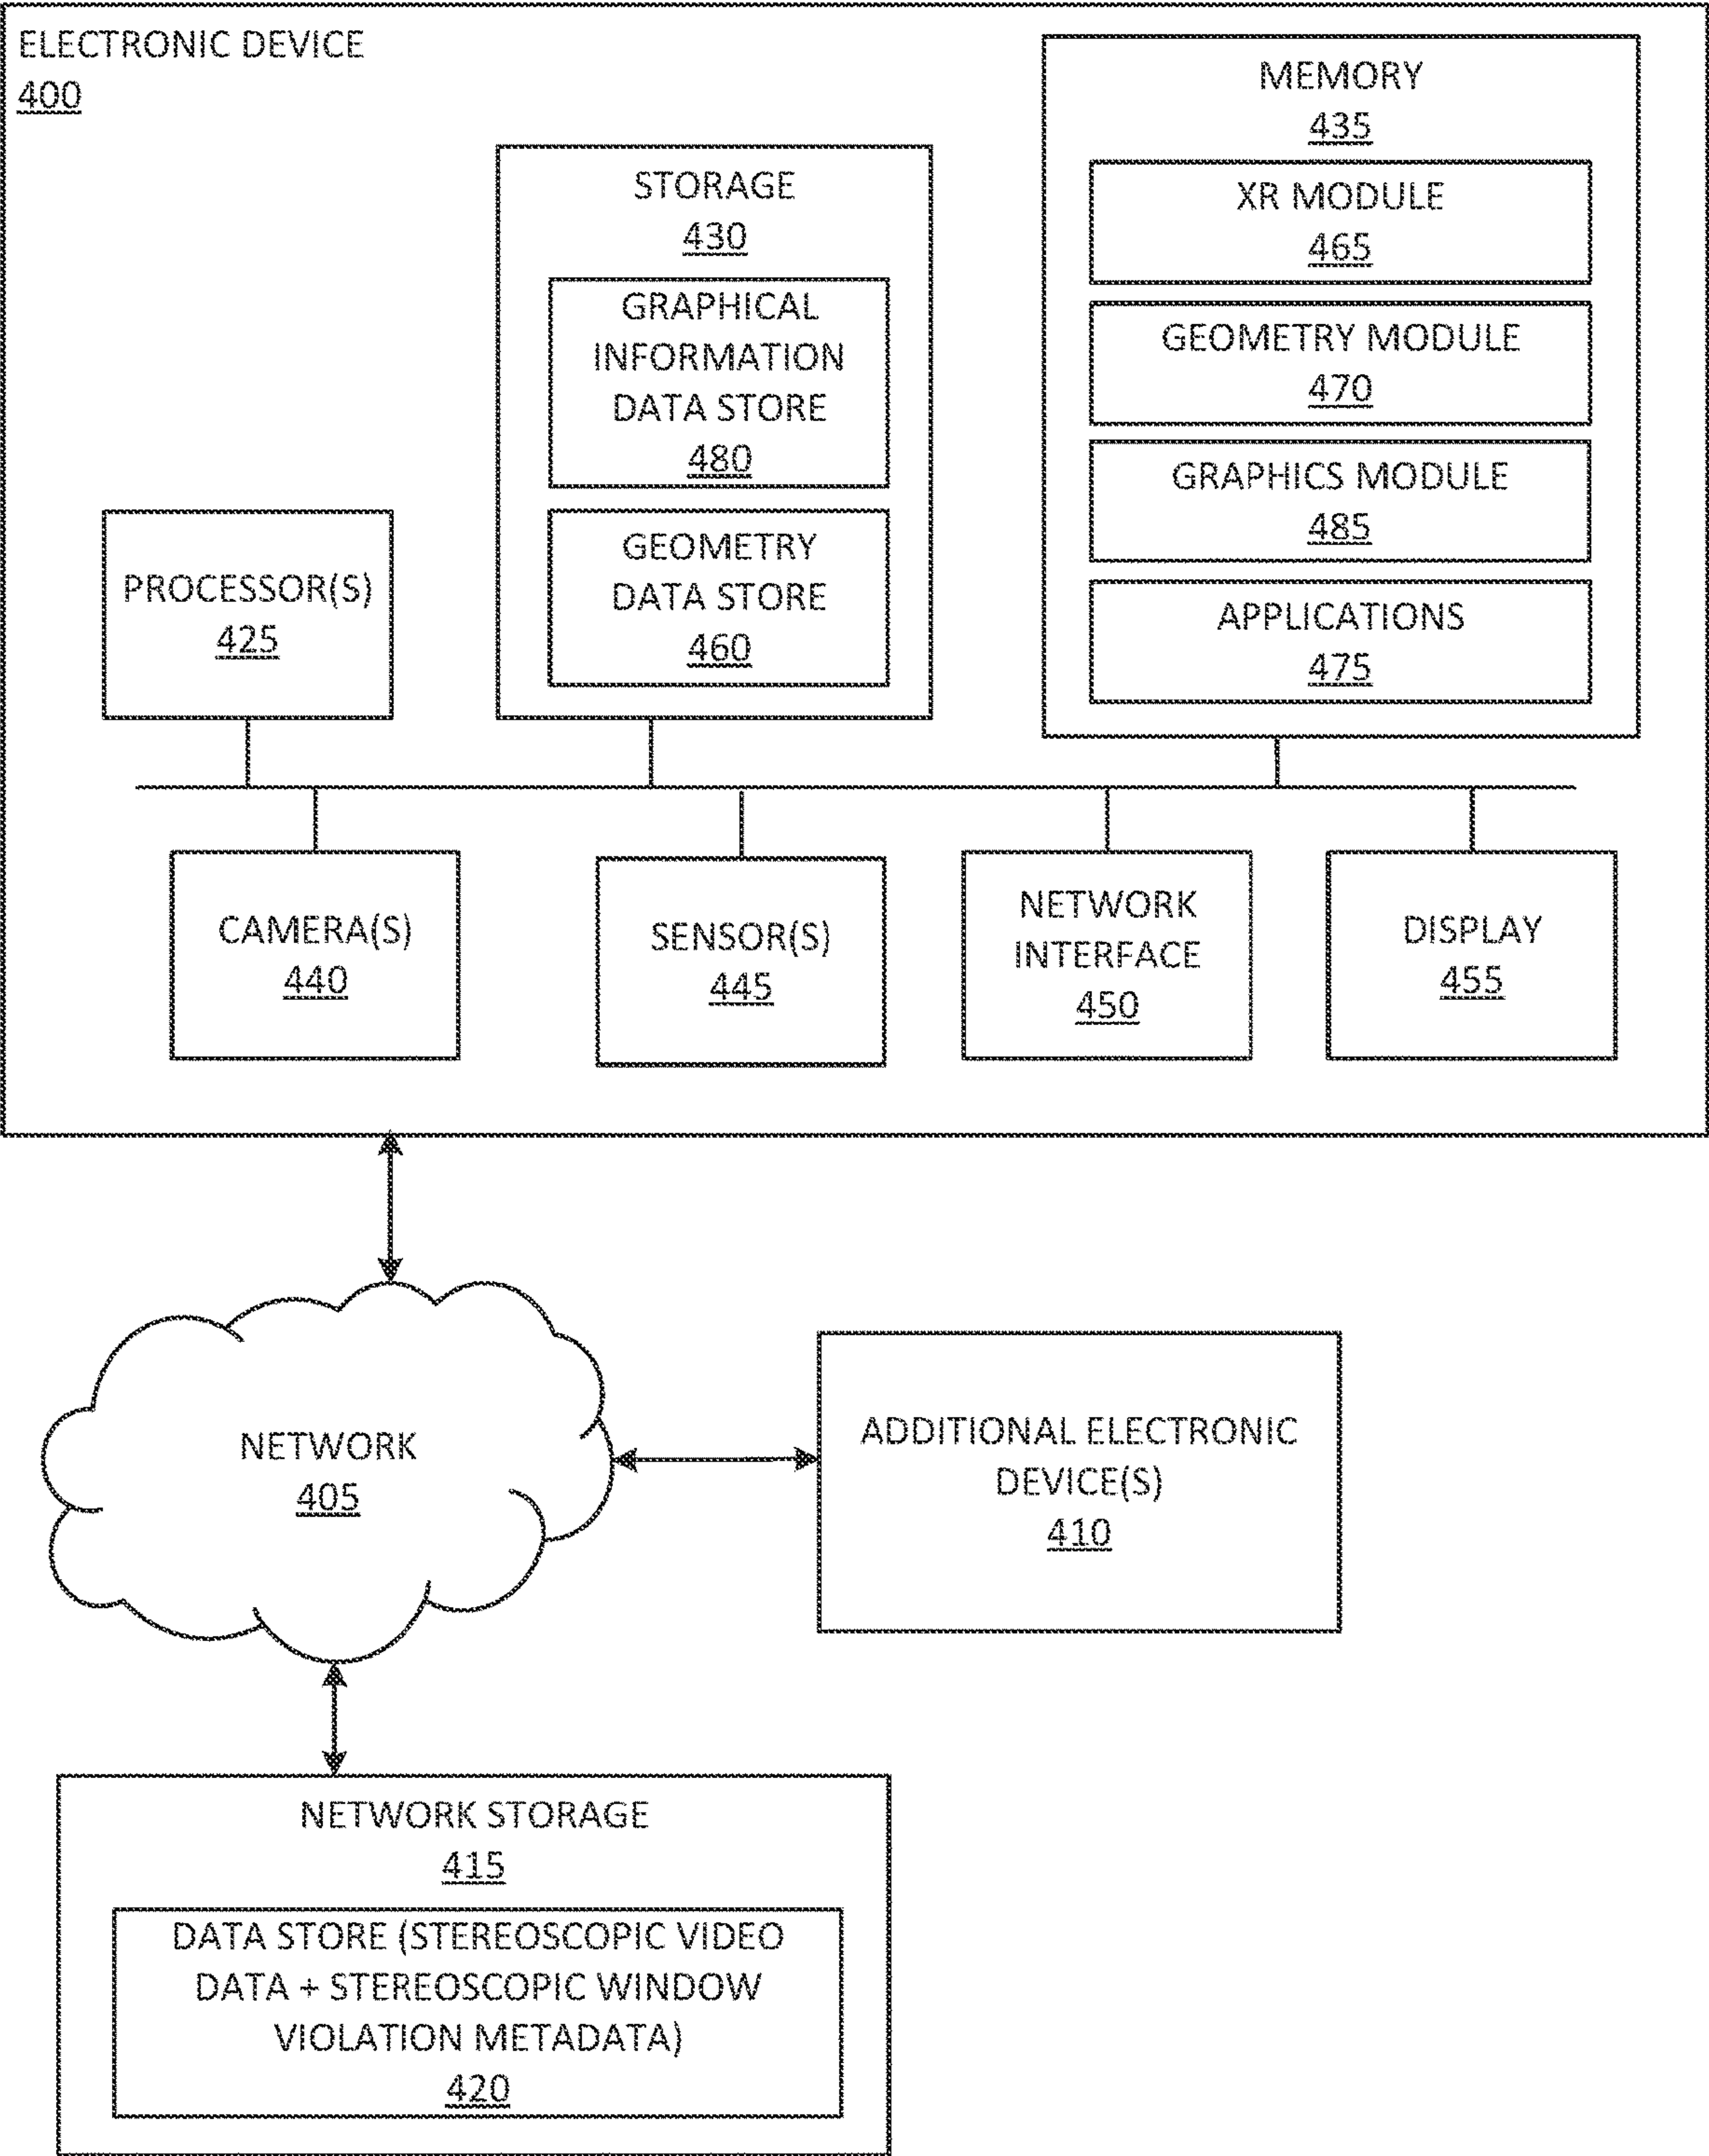 ELECTRONIC DEVICE
400
MEMORY
435
XR MODULE
465
GEOMETRY MODULE
470
GRAPHICS MODULE
485
APPLICATIONS
475
STORAGE
430
GRAPHICAL
INFORMATION
DATA STORE
480
GEOMETRY
DATA STORE
460
PROCESSOR(S)
425
CAMERA(S)
440
SENSOR(S)
445
NETWORK
INTERFACE
450
DISPLAY
455
NETWORK
405
ADDITIONAL ELECTRONIC
DEVICE(S)
410
NETWORK STORAGE
415
DATA STORE (STEREOSCOPIC VIDEO
DATA + STEREOSCOPIC WINDOW
VIOLATION METADATA)
420